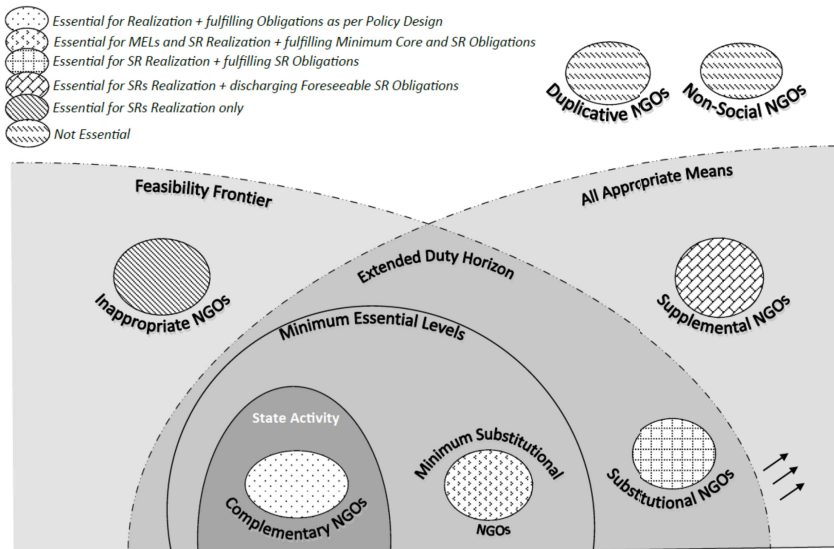 Essential for Realization + fulfilling Obligations as per Policy Design
Essential for MELs and SR Realization + fulfilling Minimum Core and SR Obligations
Essential for SR Realization + fulfilling SR Obligations
Essential for SRs Realization + discharging Foreseeable SR Obligations
Essential for SRs Realization only
Not Essential
Duplicative NGOs
Non-Social NGOs
Feasibility Frontier
All Appropriate Means
Extended Duty Horizon
Inappropriate NGOs
Supplemental NGOs
Minimum Essential Levels
State Activity
Complementary NGOs
Minimum Substitutional
NGOs
Substitutional NGOs